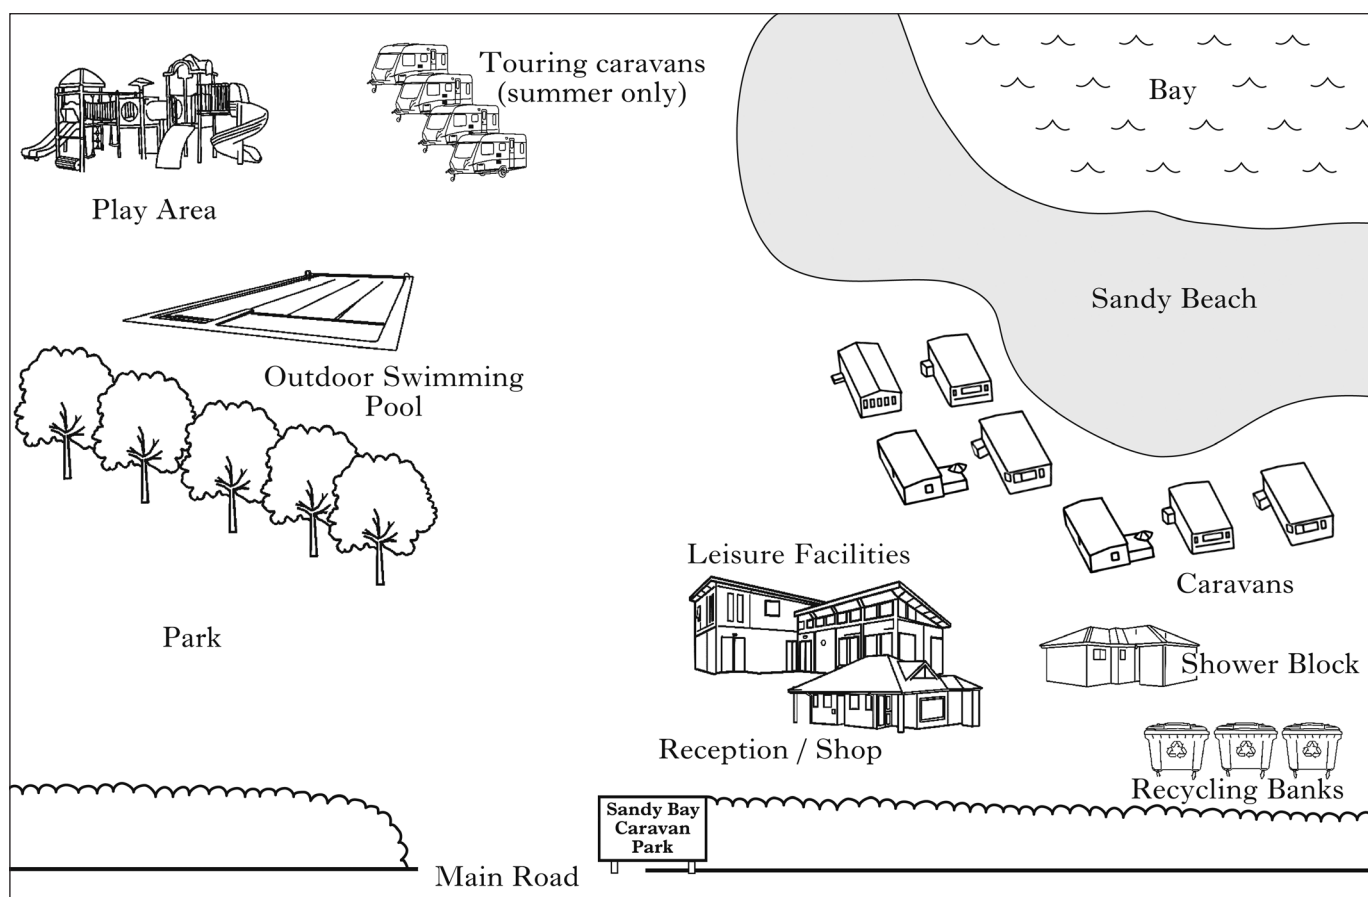 Touring caravans
(summer only)
Bay
Play Area
Sandy Beach
Outdoor Swimming
Pool
Leisure Facilities
Caravans
Park
Shower Block
Reception / Shop
Recycling Banks
Sandy Bay
Caravan
Park
Main Road